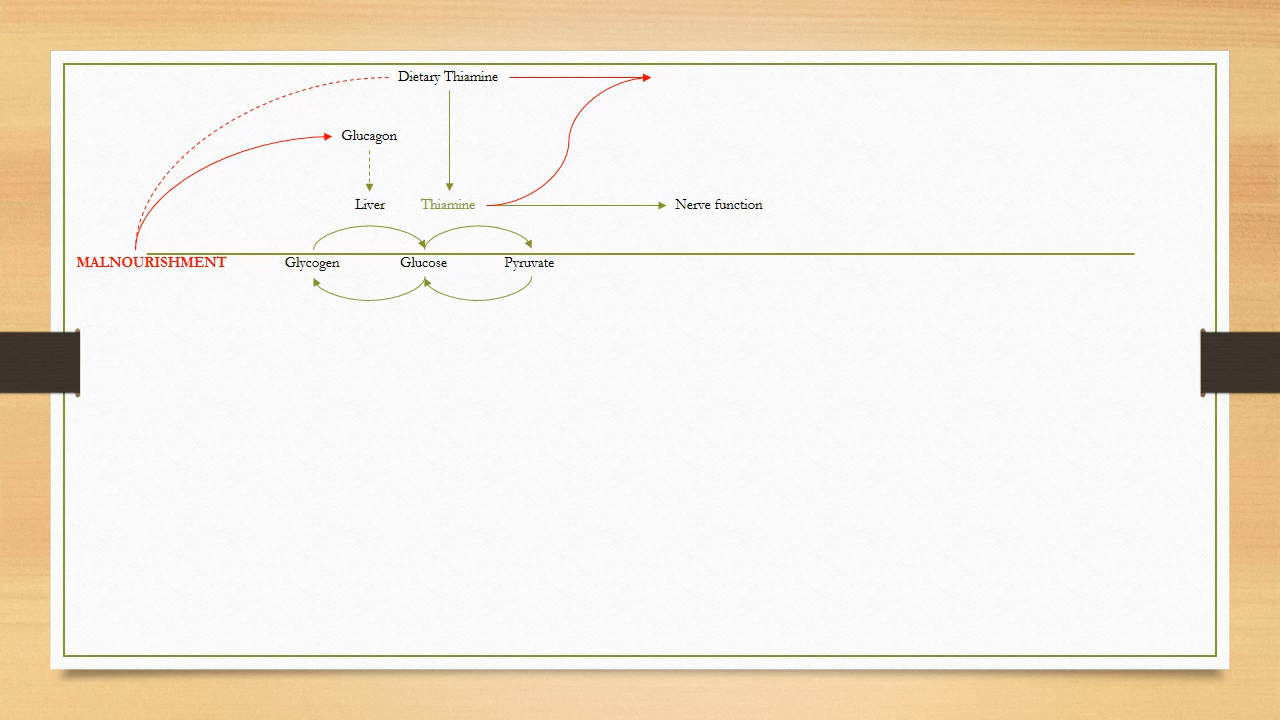 Dietary Thiamine
Glucagon
Liver
Thiamine
Nerve function
MALNOURISHMENT
Glycogen
Glucose
Pyruvate